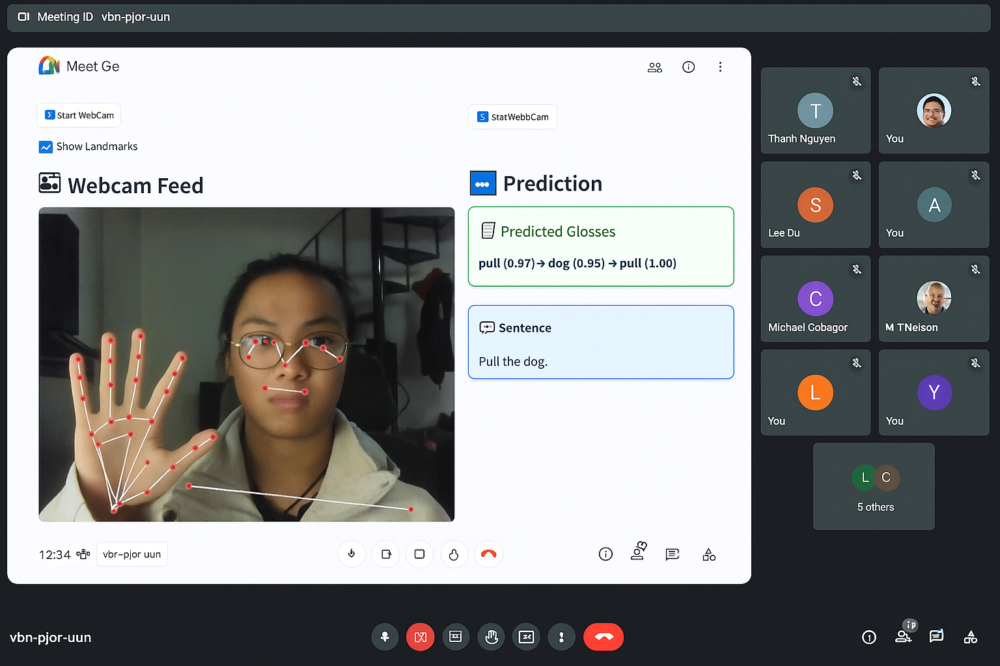 Meeting ID vbn-pjor-uun
Meet Ge
Start WebCam
Show Landmarks
Webcam Feed
StatWebbCam
Prediction
Predicted Glosses
pull (0.97)→ dog (0.95) → pull (1.00)
Sentence
Pull the dog.
12:34
vbr-pjor uun
T
Thanh Nguyen
You
S
Lee Du
A
You
C
Michael Cobagor
M TNeison
L
You
Y
You
L C
5 others
vbn-pjor-uun